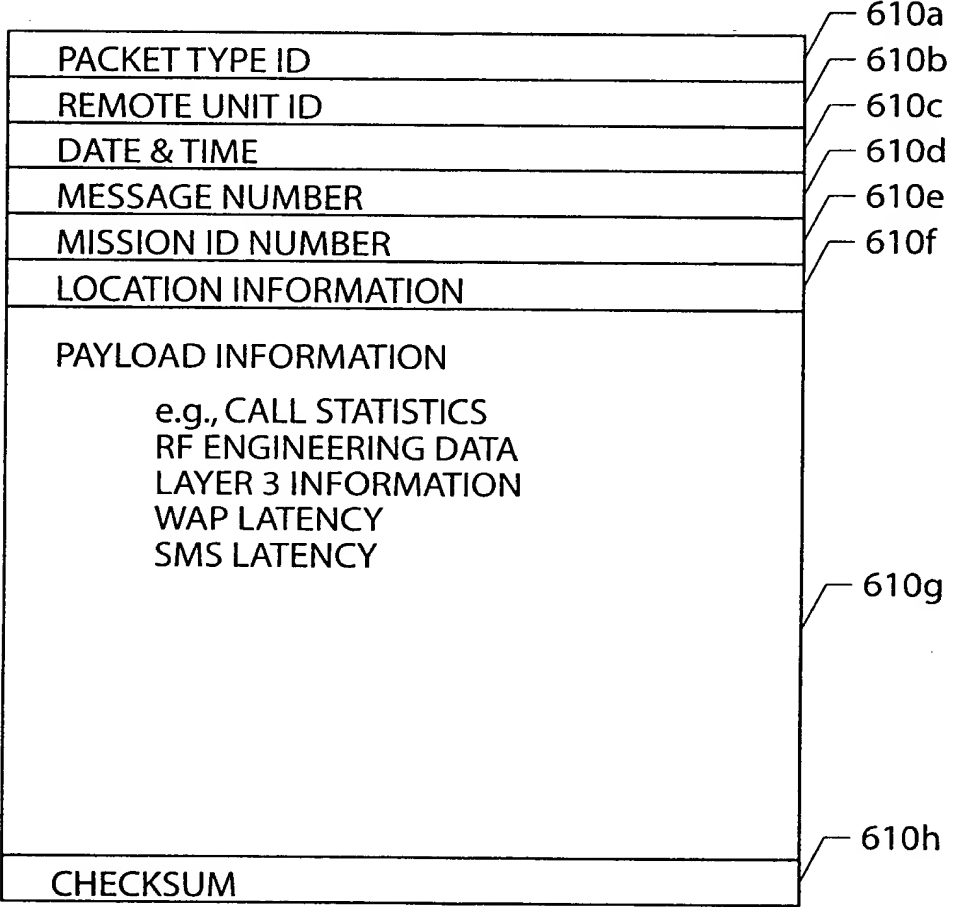 610a
PACKET TYPE ID
610b
REMOTE UNIT ID
610c
DATE & TIME
610d
MESSAGE NUMBER
610e
MISSION ID NUMBER
610f
LOCATION INFORMATION
PAYLOAD INFORMATION
e.g., CALL STATISTICS
RF ENGINEERING DATA
LAYER 3 INFORMATION
WAP LATENCY
SMS LATENCY
610g
610h
CHECKSUM